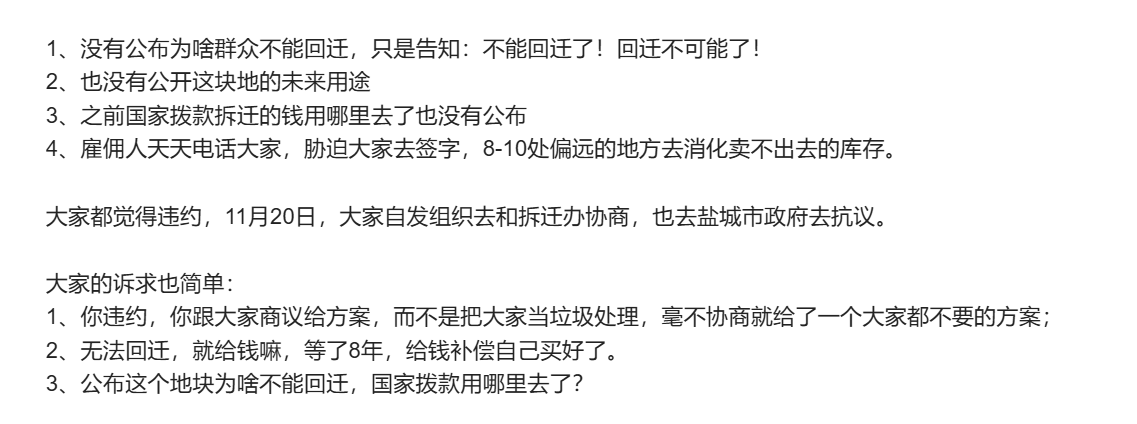 1、没有公布为啥群众不能回迁，只是告知：不能回迁了！回迁不可能了！
2、也没有公开这块地的未来用途
3、之前国家拨款拆迁的钱用哪里去了也没有公布
4、雇佣人天天电话大家，胁迫大家去签字，8-10处偏远的地方去消化卖不出去的库存。
大家都觉得违约，11月20日，大家自发组织去和拆迁办协商，也去盐城市政府去抗议。
大家的诉求也简单：
1、你违约，你跟大家商议给方案，而不是把大家当垃圾处理，毫不协商就给了一个大家都不要的方案；
2、无法回迁，就给钱嘛，等了8年，给钱补偿自己买好了。
3、公布这个地块为啥不能回迁，国家拨款用哪里去了？